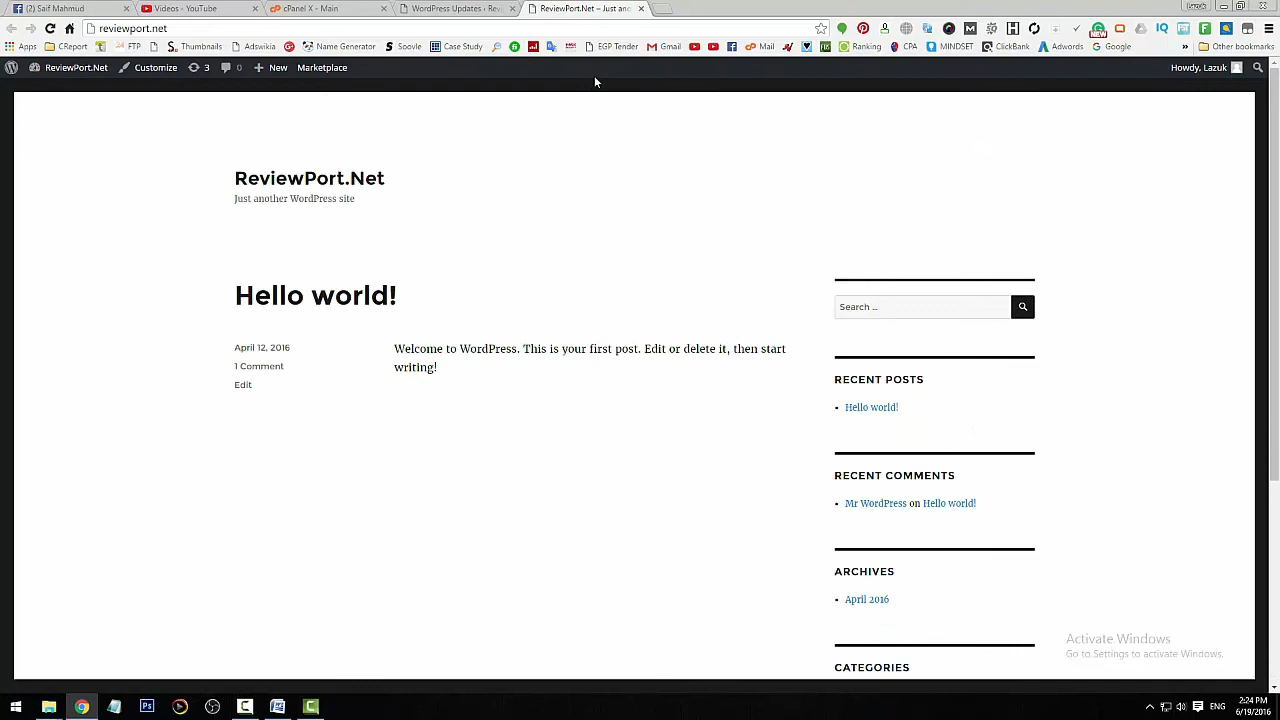 (2) Saif Mahmud
Videos - YouTube
cPanel X - Main
WordPress Updates ‹ Rev
ReviewPort.Net – Just ano
reviewport.net
Apps
CReport
FTP
Thumbnails
Adswikia
Name Generator
Loovle
Case Study
EGP Tender
Gmail
Mail
Ranking
CPA
MINDSET
ClickBank
Adwords
Google
»
Other bookmarks
NEW
ReviewPort.Net
Customize
3
0
New
Marketplace
Howdy, Lazuk
ReviewPort.Net
Just another WordPress site
Hello world!
April 12, 2016
1 Comment
Edit
Welcome to WordPress. This is your first post. Edit or delete it, then start
writing!
Search …
RECENT POSTS
Hello world!
RECENT COMMENTS
Mr WordPress on Hello world!
ARCHIVES
April 2016
CATEGORIES
Activate Windows
Go to Settings to activate Windows.
ENG
2:24 PM
6/19/2016